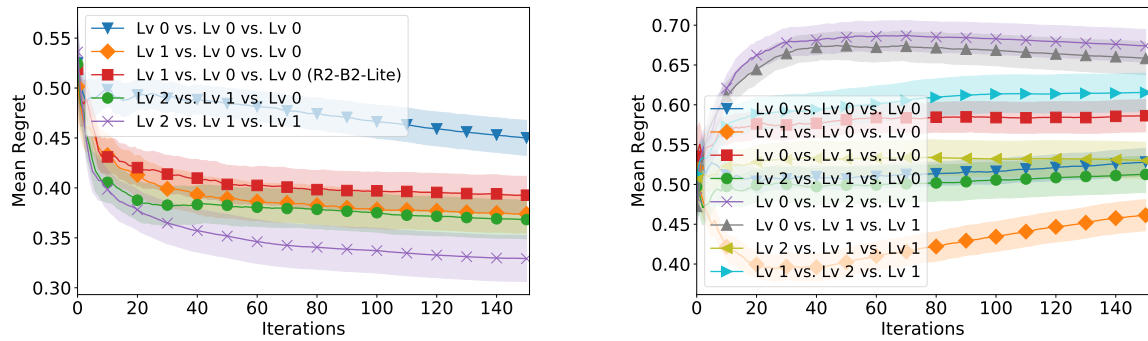 0.55
0.50
0.45
0.40
0.35
0.30
Mean Regret
Lv 0 vs. Lv 0 vs. Lv 0
Lv 1 vs. Lv 0 vs. Lv 0
Lv 1 vs. Lv 0 vs. Lv 0 (R2-B2-Lite)
Lv 2 vs. Lv 1 vs. Lv 0
Lv 2 vs. Lv 1 vs. Lv 1
0 20 40 60 80 100 120 140
Iterations
0.70
0.65
0.60
0.55
0.50
0.45
0.40
Mean Regret
Lv 0 vs. Lv 0 vs. Lv 0
Lv 1 vs. Lv 0 vs. Lv 0
Lv 0 vs. Lv 1 vs. Lv 0
Lv 2 vs. Lv 1 vs. Lv 0
Lv 0 vs. Lv 2 vs. Lv 1
Lv 0 vs. Lv 1 vs. Lv 1
Lv 2 vs. Lv 1 vs. Lv 1
Lv 1 vs. Lv 2 vs. Lv 1
0 20 40 60 80 100 120 140
Iterations